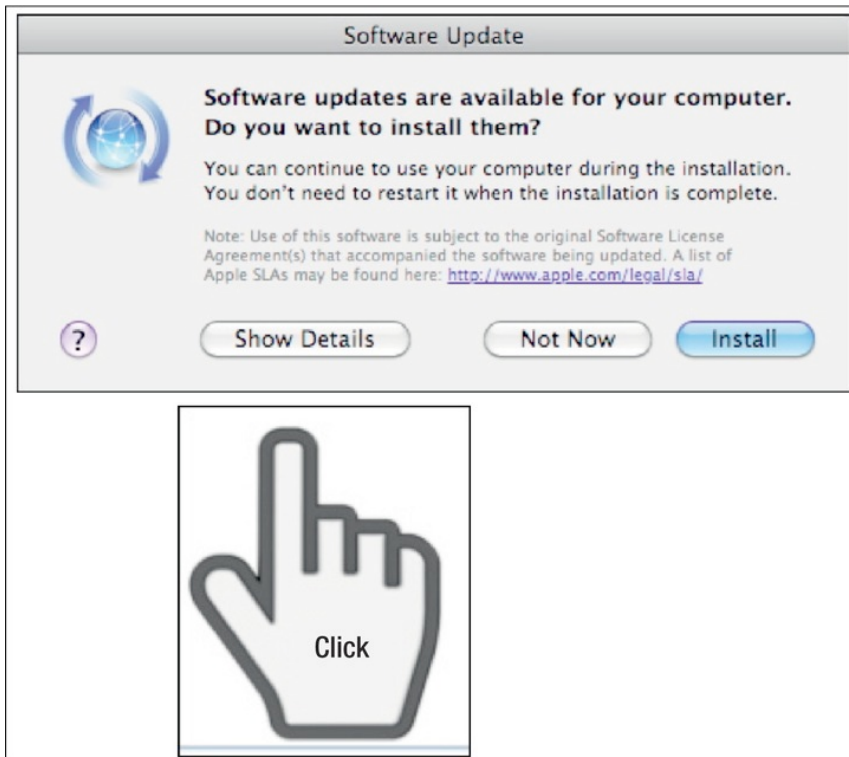 Software Update
Software updates are available for your computer.
Do you want to install them?
You can continue to use your computer during the installation.
You don't need to restart it when the installation is complete.
Note: Use of this software is subject to the original Software License
Agreement(s) that accompanied the software being updated. A list of
Apple SLAs may be found here: http://www.apple.com/legal/sla/
? Show Details Not Now Install
Click